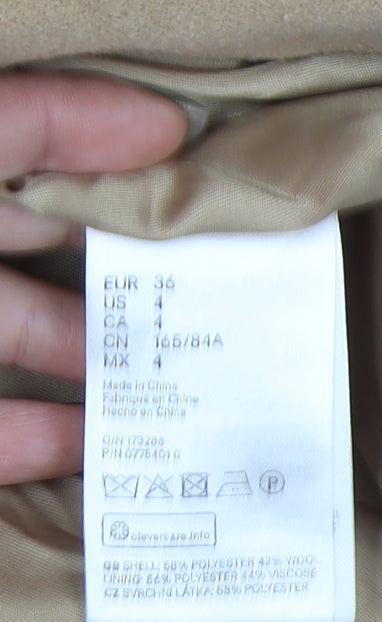 EUR 36
US 4
CA 4
CN 165/84A
MX 4
Made in China
Fabriqué en Chine
Hecho en China
O/N 173286
P/N
P
clevercare.info
GB SHELL: 58% POLYESTER 42% WOOL.
LINING: 56% POLYESTER 44% VISCOSE
CZ SVRCHNÍ LÁTKA: 58% POLYESTER